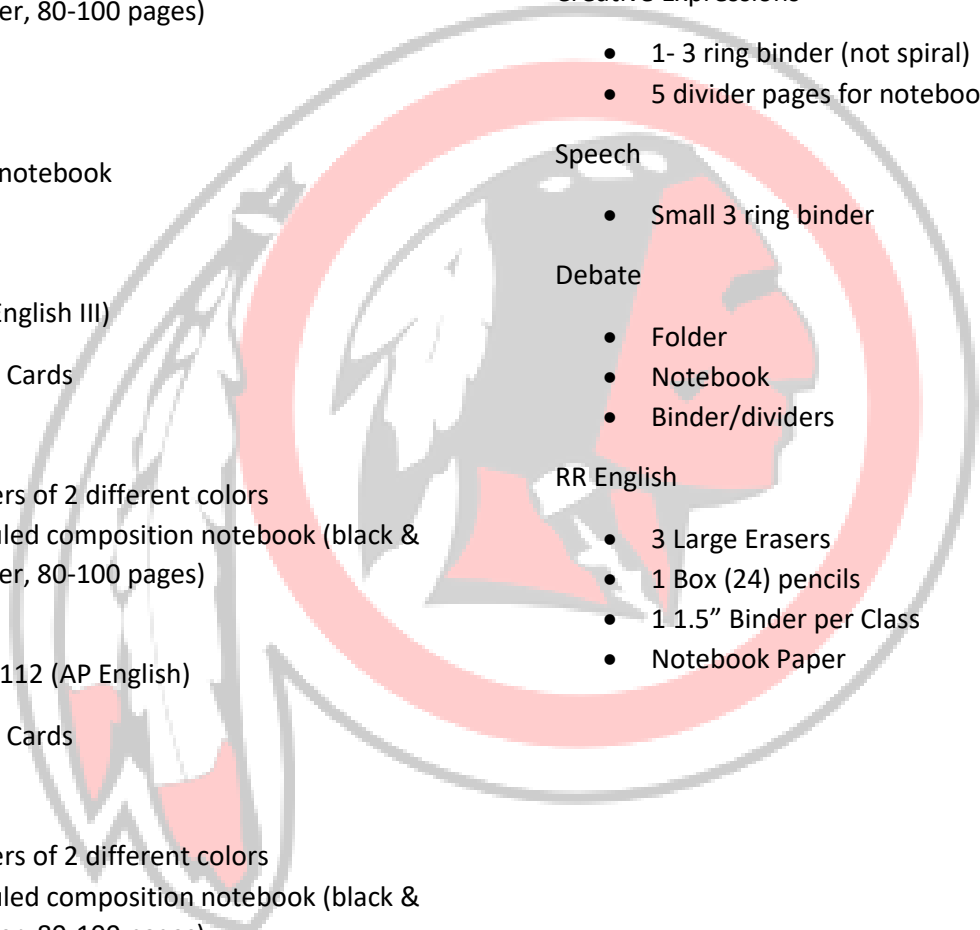 er, 80-100 pages)
notebook
English III)
Cards
ers of 2 different colors
uled composition notebook (black &
er, 80-100 pages)
112 (AP English)
Cards
ers of 2 different colors
uled composition notebook (black &
• 1- 3 ring binder (not spiral)
• 5 divider pages for noteboo
Speech
• Small 3 ring binder
Debate
• Folder
• Notebook
• Binder/dividers
RR English
• 3 Large Erasers
• 1 Box (24) pencils
• 1 1.5” Binder per Class
• Notebook Paper